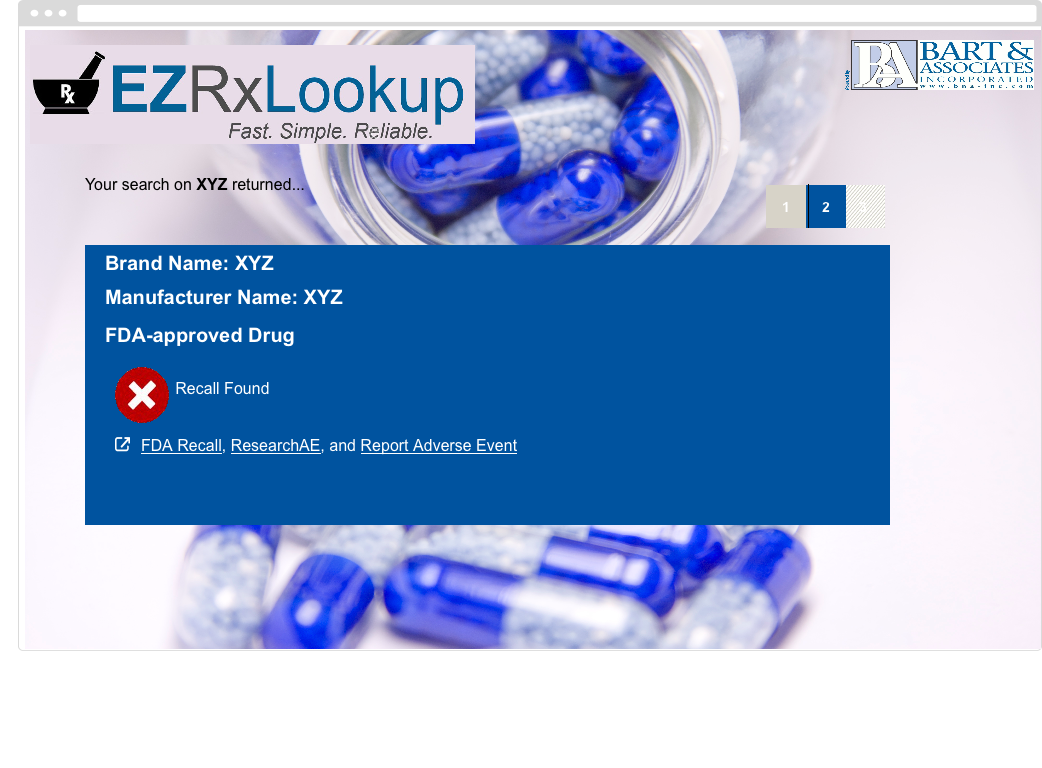 Rx
EZRxLookup
Fast. Simple. Reliable.
BA
BART &
ASSOCIATES
INCORPORATED
www.bna-inc.com
Your search on XYZ returned...
1 2 3
Brand Name: XYZ
Manufacturer Name: XYZ
FDA-approved Drug
Recall Found
FDA Recall, ResearchAE, and Report Adverse Event